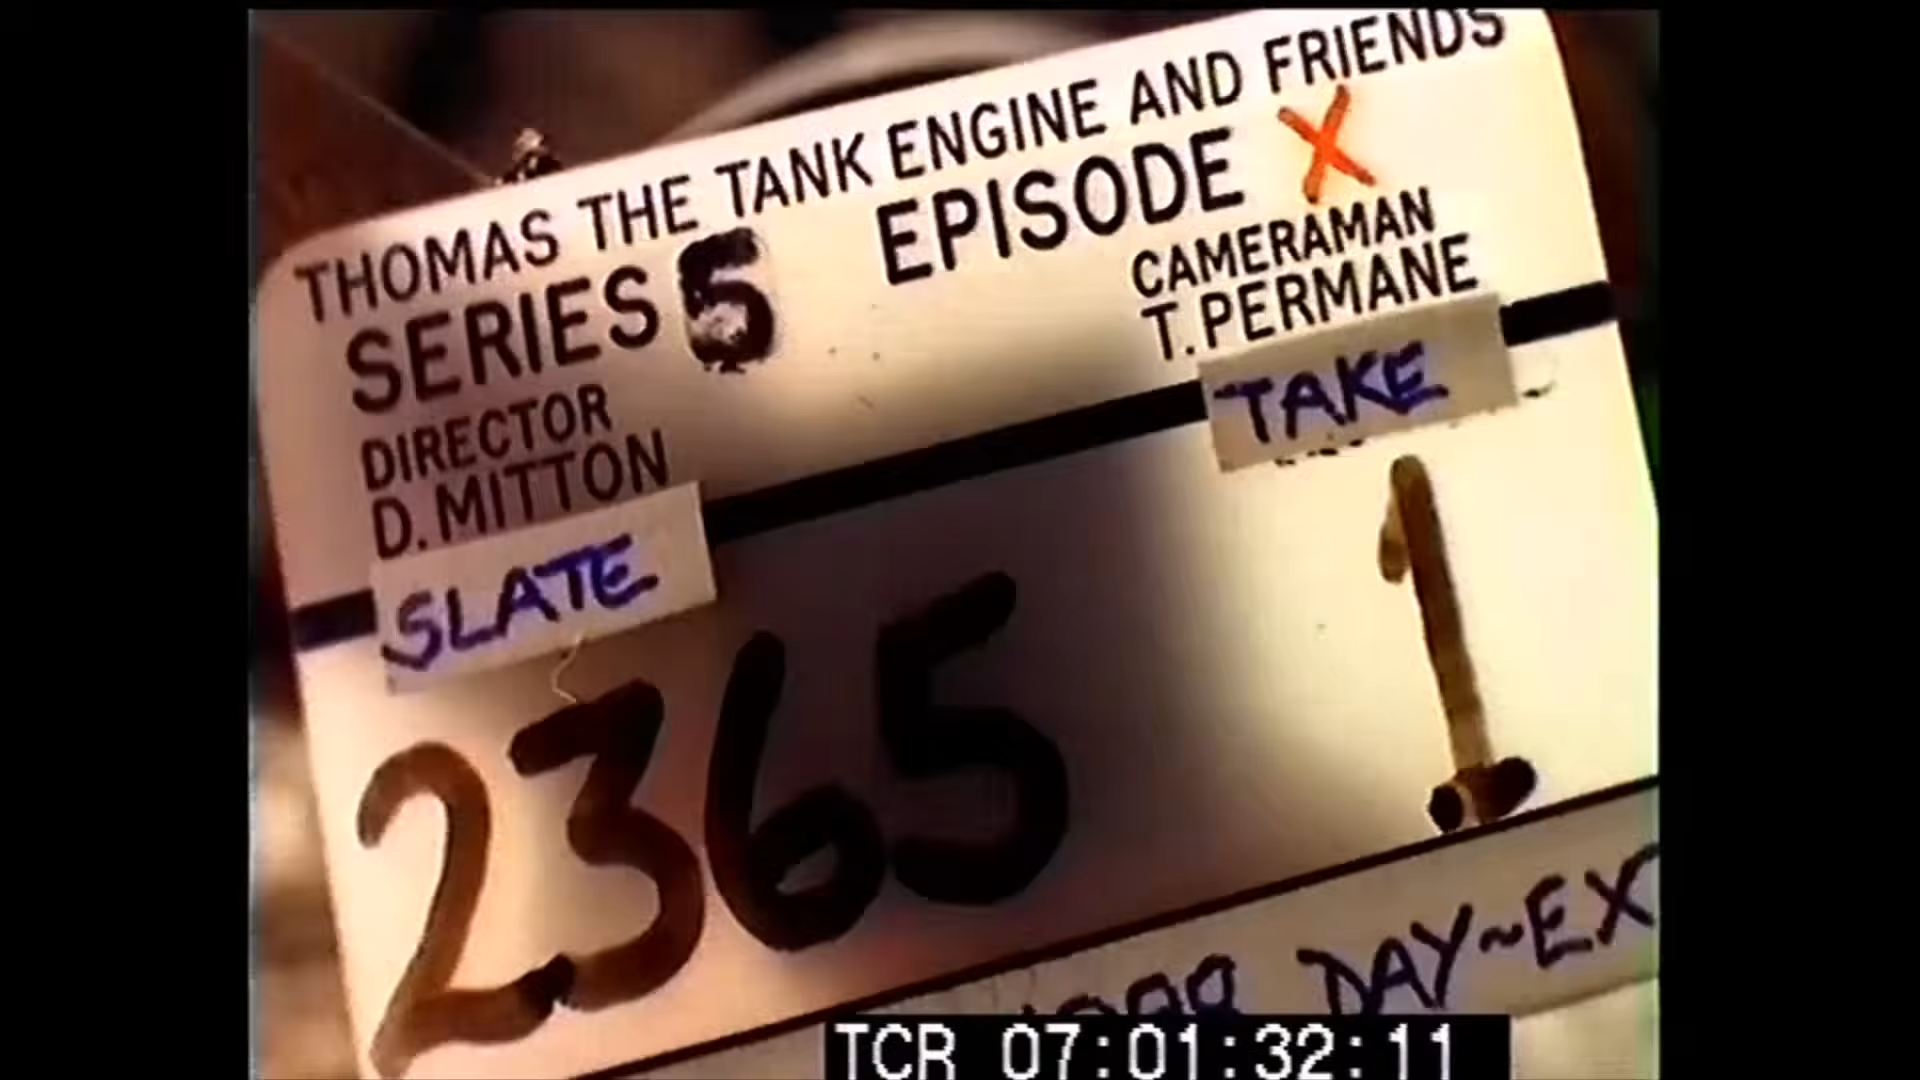 THOMAS THE TANK ENGINE AND FRIENDS
SERIES 5 EPISODE X
DIRECTOR
D. MITTON
CAMERAMAN
T. PERMANE
SLATE
TAKE
2365
1
DAY~EX
TCR 07:01:32:11